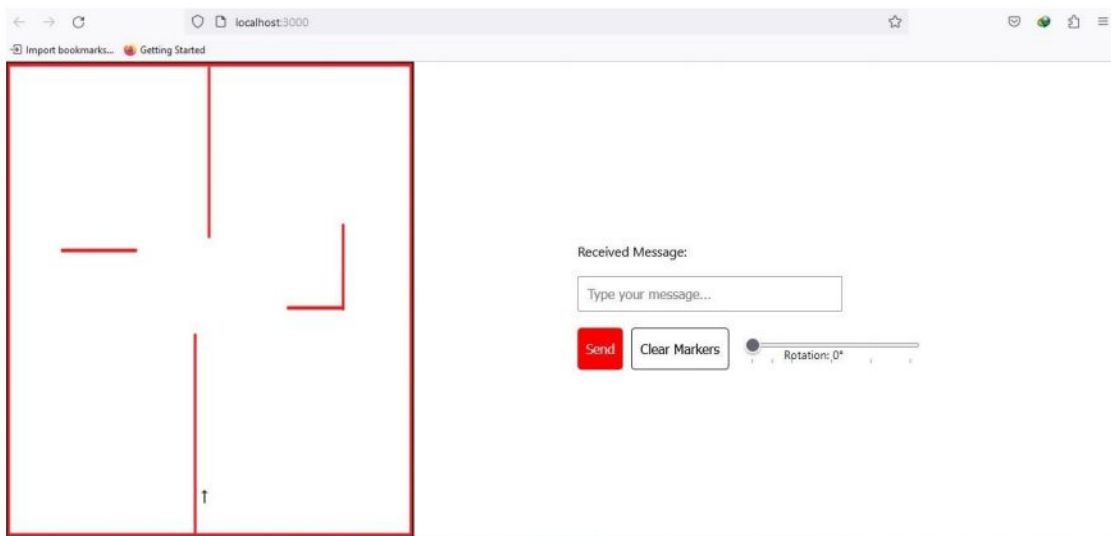 localhost:3000
Import bookmarks... Getting Started
Received Message:
Type your message...
Send Clear Markers
Rotation: 0°